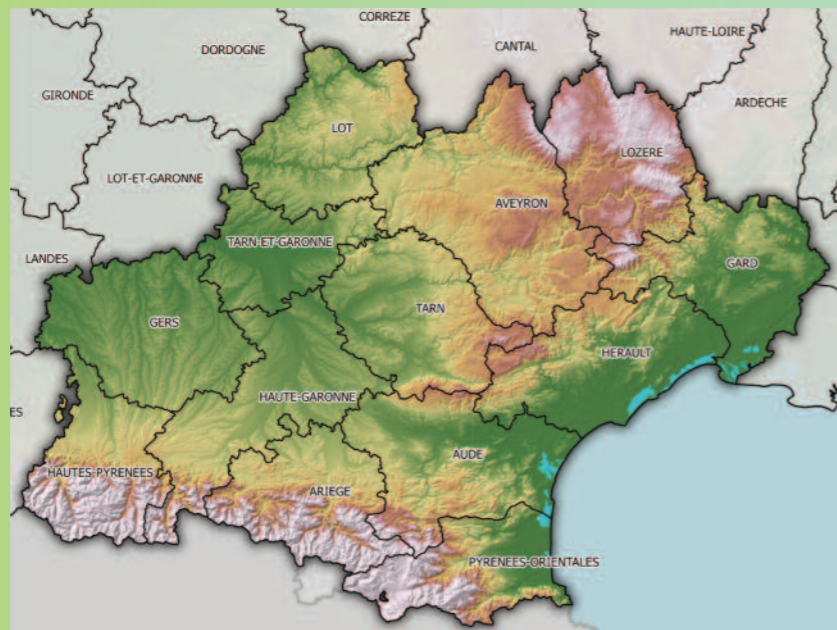 CORREZE
DORDOGNE
CANTAL
HAUTE-LOIRE
GIRONDE
ARDECHE
LOT
LOZERE
LOT-ET-GARONNE
AVEYRON
TARN-ET-GARONNE
LANDES
GARD
GERS
TARN
HERAULT
HAUTE-GARONNE
ES
AUDE
HAUTES-PYRENEES
ARIEGE
PYRENEES-ORIENTALES